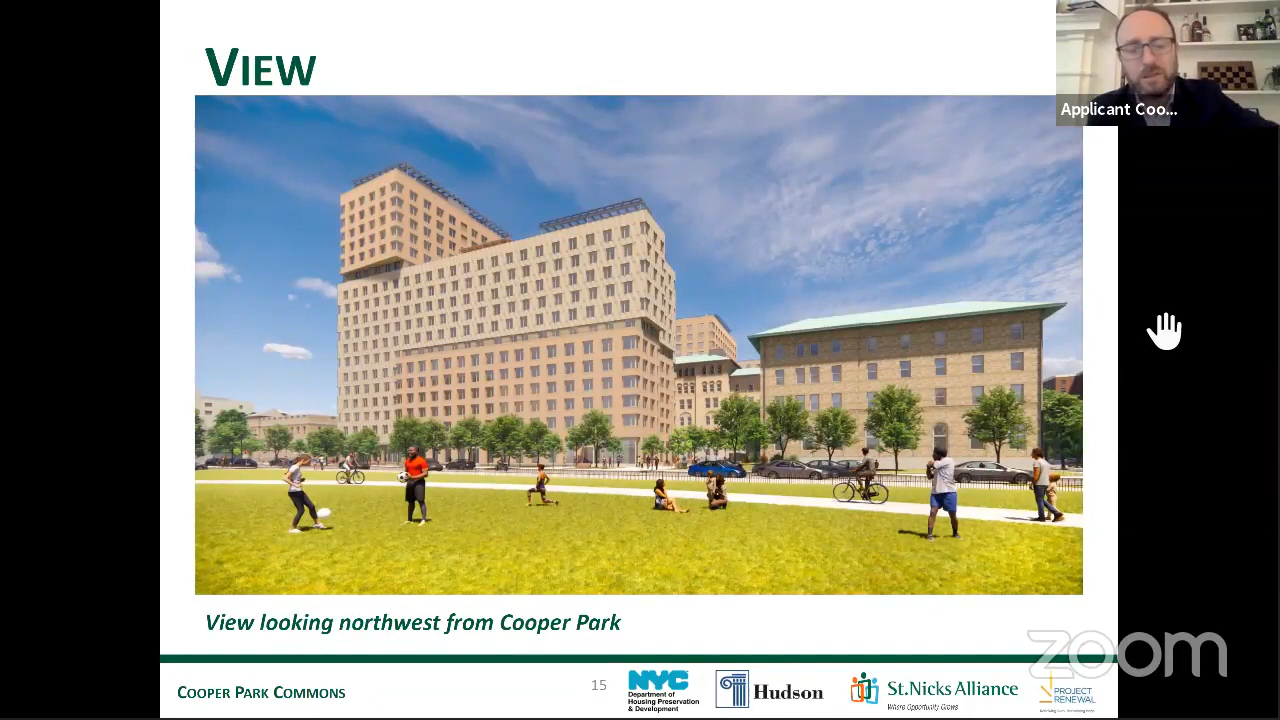 VIEW
Applicant Coo...
View looking northwest from Cooper Park
COOPER PARK COMMONS
15
NYC
Department of
Housing Preservation
& Development
Hudson
St.Nicks Alliance
Where Opportunity Grows
PROJECT
RENEWAL
zoom